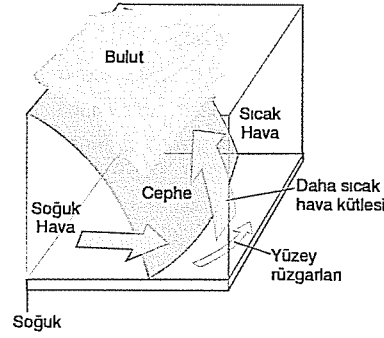 Bulut
Sıcak
Hava
Cephe
Daha sıcak
hava kütlesi
Soğuk
Hava
Yüzey
rüzgarları
Soğuk